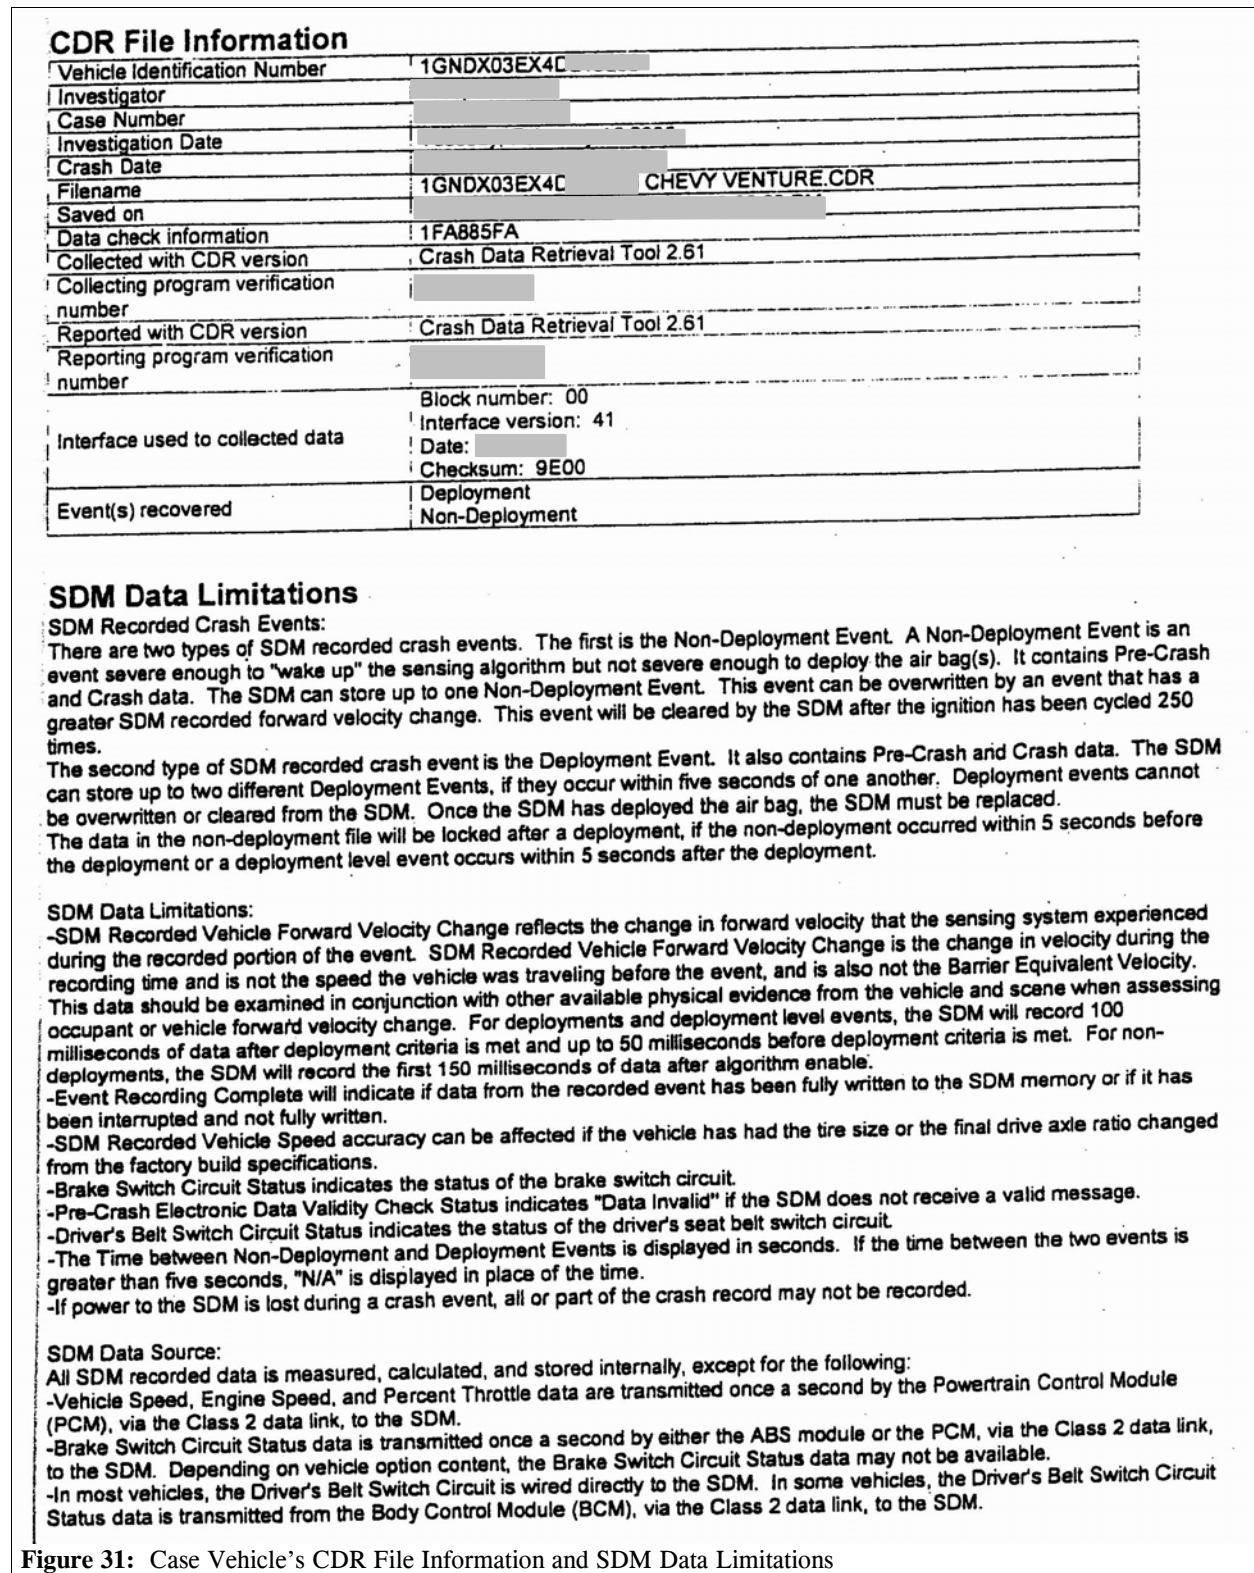 CDR File Information
Vehicle Identification Number 1GNDX03EX4D
Investigator
Case Number
Investigation Date
Crash Date
Filename 1GNDX03EX4D CHEVY VENTURE.CDR
Saved on
Data check information 1FA885FA
Collected with CDR version Crash Data Retrieval Tool 2.61
Collecting program verification
number
Reported with CDR version Crash Data Retrieval Tool 2.61
Reporting program verification
number
Interface used to collected data
Block number: 00
Interface version: 41
Date:
Checksum: 9E00
Event(s) recovered
Deployment
Non-Deployment
SDM Data Limitations
SDM Recorded Crash Events:
There are two types of SDM recorded crash events. The first is the Non-Deployment Event. A Non-Deployment Event is an
event severe enough to "wake up" the sensing algorithm but not severe enough to deploy the air bag(s). It contains Pre-Crash
and Crash data. The SDM can store up to one Non-Deployment Event. This event can be overwritten by an event that has a
greater SDM recorded forward velocity change. This event will be cleared by the SDM after the ignition has been cycled 250
times.
The second type of SDM recorded crash event is the Deployment Event. It also contains Pre-Crash and Crash data. The SDM
can store up to two different Deployment Events, if they occur within five seconds of one another. Deployment events cannot
be overwritten or cleared from the SDM. Once the SDM has deployed the air bag, the SDM must be replaced.
The data in the non-deployment file will be locked after a deployment, if the non-deployment occurred within 5 seconds before
the deployment or a deployment level event occurs within 5 seconds after the deployment.
SDM Data Limitations:
-SDM Recorded Vehicle Forward Velocity Change reflects the change in forward velocity that the sensing system experienced
during the recorded portion of the event. SDM Recorded Vehicle Forward Velocity Change is the change in velocity during the
recording time and is not the speed the vehicle was traveling before the event, and is also not the Barrier Equivalent Velocity.
This data should be examined in conjunction with other available physical evidence from the vehicle and scene when assessing
occupant or vehicle forward velocity change. For deployments and deployment level events, the SDM will record 100
milliseconds of data after deployment criteria is met and up to 50 milliseconds before deployment criteria is met. For non-
deployments, the SDM will record the first 150 milliseconds of data after algorithm enable.
-Event Recording Complete will indicate if data from the recorded event has been fully written to the SDM memory or if it has
been interrupted and not fully written.
-SDM Recorded Vehicle Speed accuracy can be affected if the vehicle has had the tire size or the final drive axle ratio changed
from the factory build specifications.
-Brake Switch Circuit Status indicates the status of the brake switch circuit.
-Pre-Crash Electronic Data Validity Check Status indicates "Data Invalid" if the SDM does not receive a valid message.
-Driver's Belt Switch Circuit Status indicates the status of the driver's seat belt switch circuit.
-The Time between Non-Deployment and Deployment Events is displayed in seconds. If the time between the two events is
greater than five seconds, "N/A" is displayed in place of the time.
-If power to the SDM is lost during a crash event, all or part of the crash record may not be recorded.
SDM Data Source:
All SDM recorded data is measured, calculated, and stored internally, except for the following:
-Vehicle Speed, Engine Speed, and Percent Throttle data are transmitted once a second by the Powertrain Control Module
(PCM), via the Class 2 data link, to the SDM.
-Brake Switch Circuit Status data is transmitted once a second by either the ABS module or the PCM, via the Class 2 data link,
to the SDM. Depending on vehicle option content, the Brake Switch Circuit Status data may not be available.
-In most vehicles, the Driver's Belt Switch Circuit is wired directly to the SDM. In some vehicles, the Driver's Belt Switch Circuit
Status data is transmitted from the Body Control Module (BCM), via the Class 2 data link, to the SDM.
Figure 31: Case Vehicle's CDR File Information and SDM Data Limitations